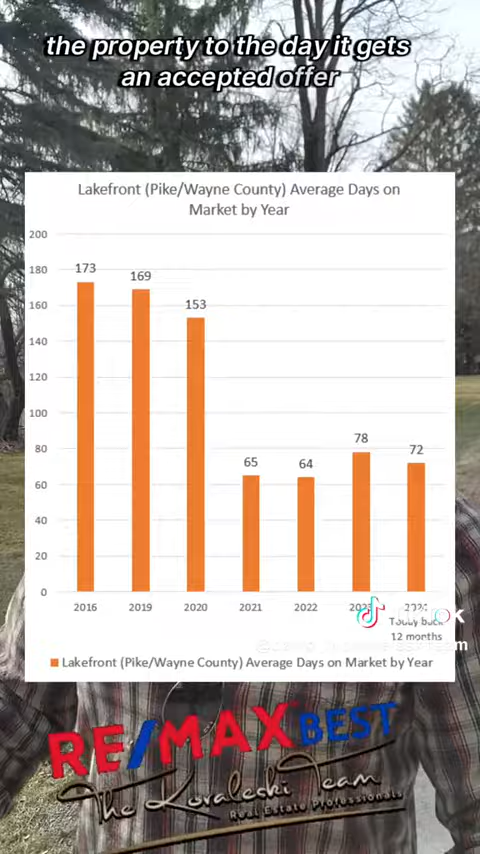 the property to the day it gets
an accepted offer
Lakefront (Pike/Wayne County) Average Days on
Market by Year
200
180
160
140
120
100
80
60
40
20
0
173
169
153
65
64
78
72
2016
2019
2020
2021
2022
Today back
12 months
Lakefront (Pike/Wayne County) Average Days on Market by Year
RE/MAX BEST
The Kovaleski Team
Real Estate Professionals